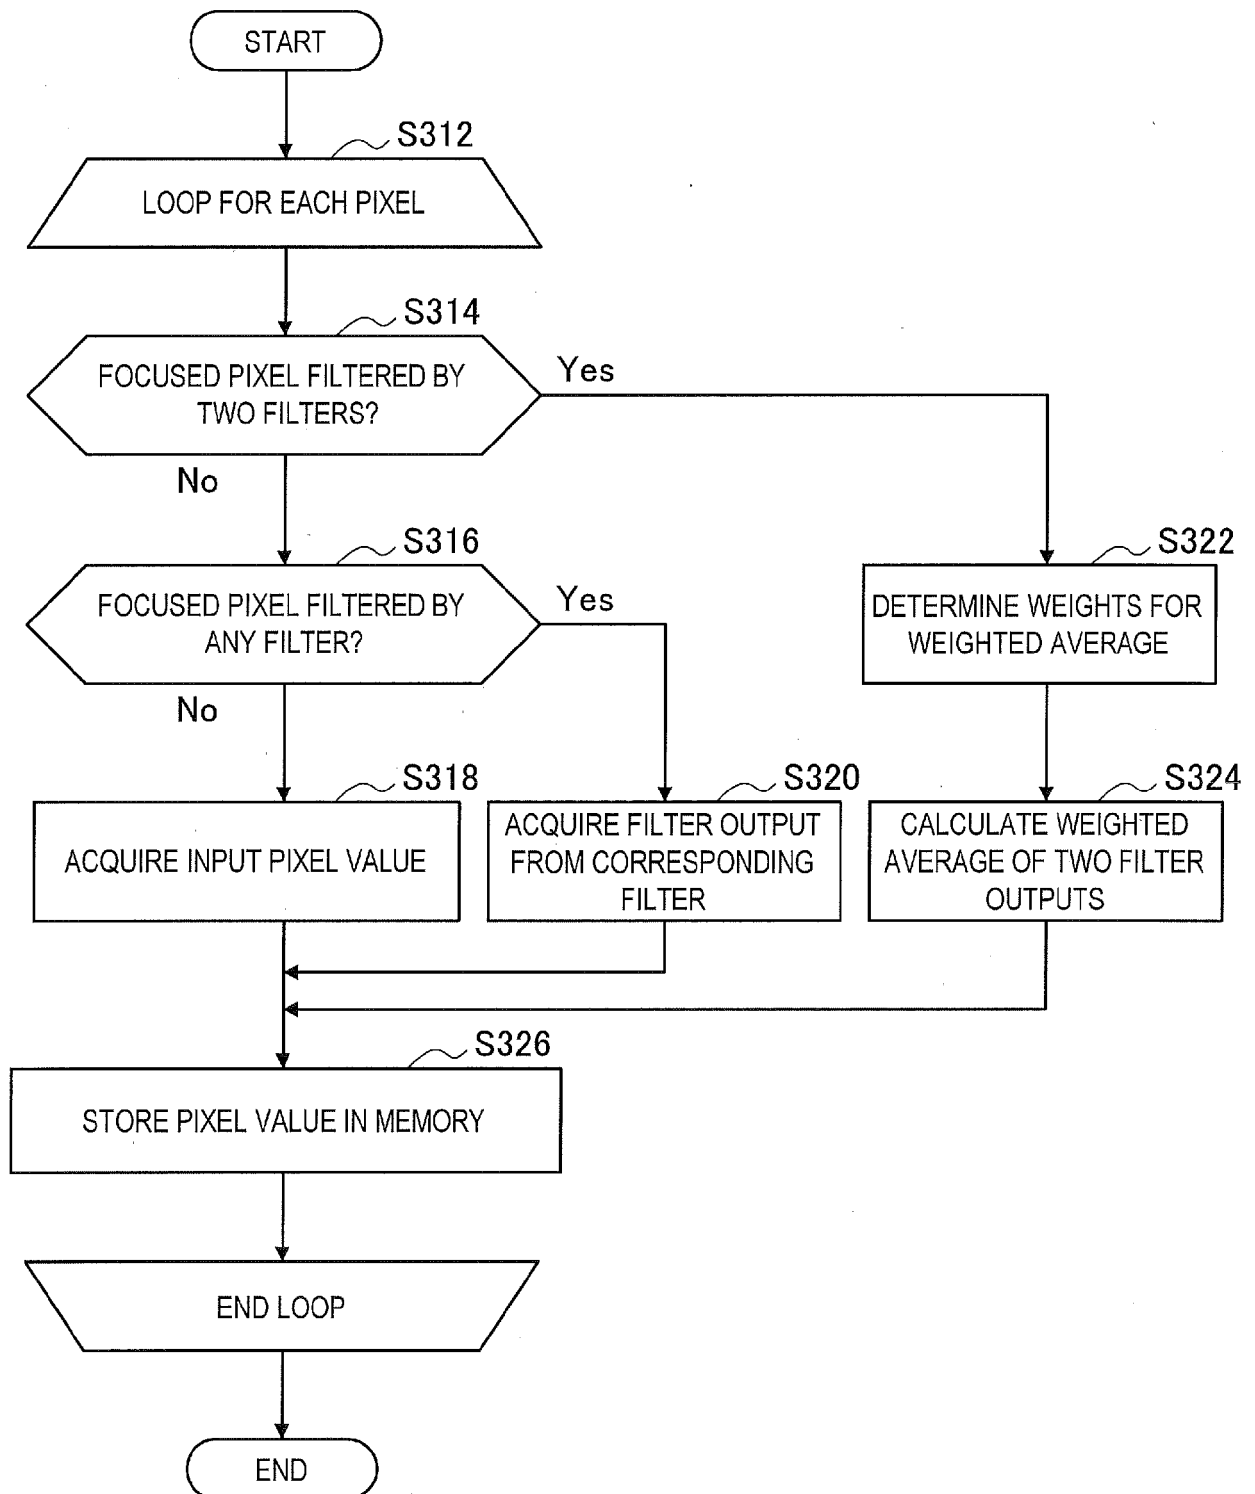 START
S312
LOOP FOR EACH PIXEL
S314
FOCUSED PIXEL FILTERED BY
TWO FILTERS?
Yes
No
S316
FOCUSED PIXEL FILTERED BY
ANY FILTER?
Yes
No
S322
DETERMINE WEIGHTS FOR
WEIGHTED AVERAGE
S318
ACQUIRE INPUT PIXEL VALUE
S320
ACQUIRE FILTER OUTPUT
FROM CORRESPONDING
FILTER
S324
CALCULATE WEIGHTED
AVERAGE OF TWO FILTER
OUTPUTS
S326
STORE PIXEL VALUE IN MEMORY
END LOOP
END